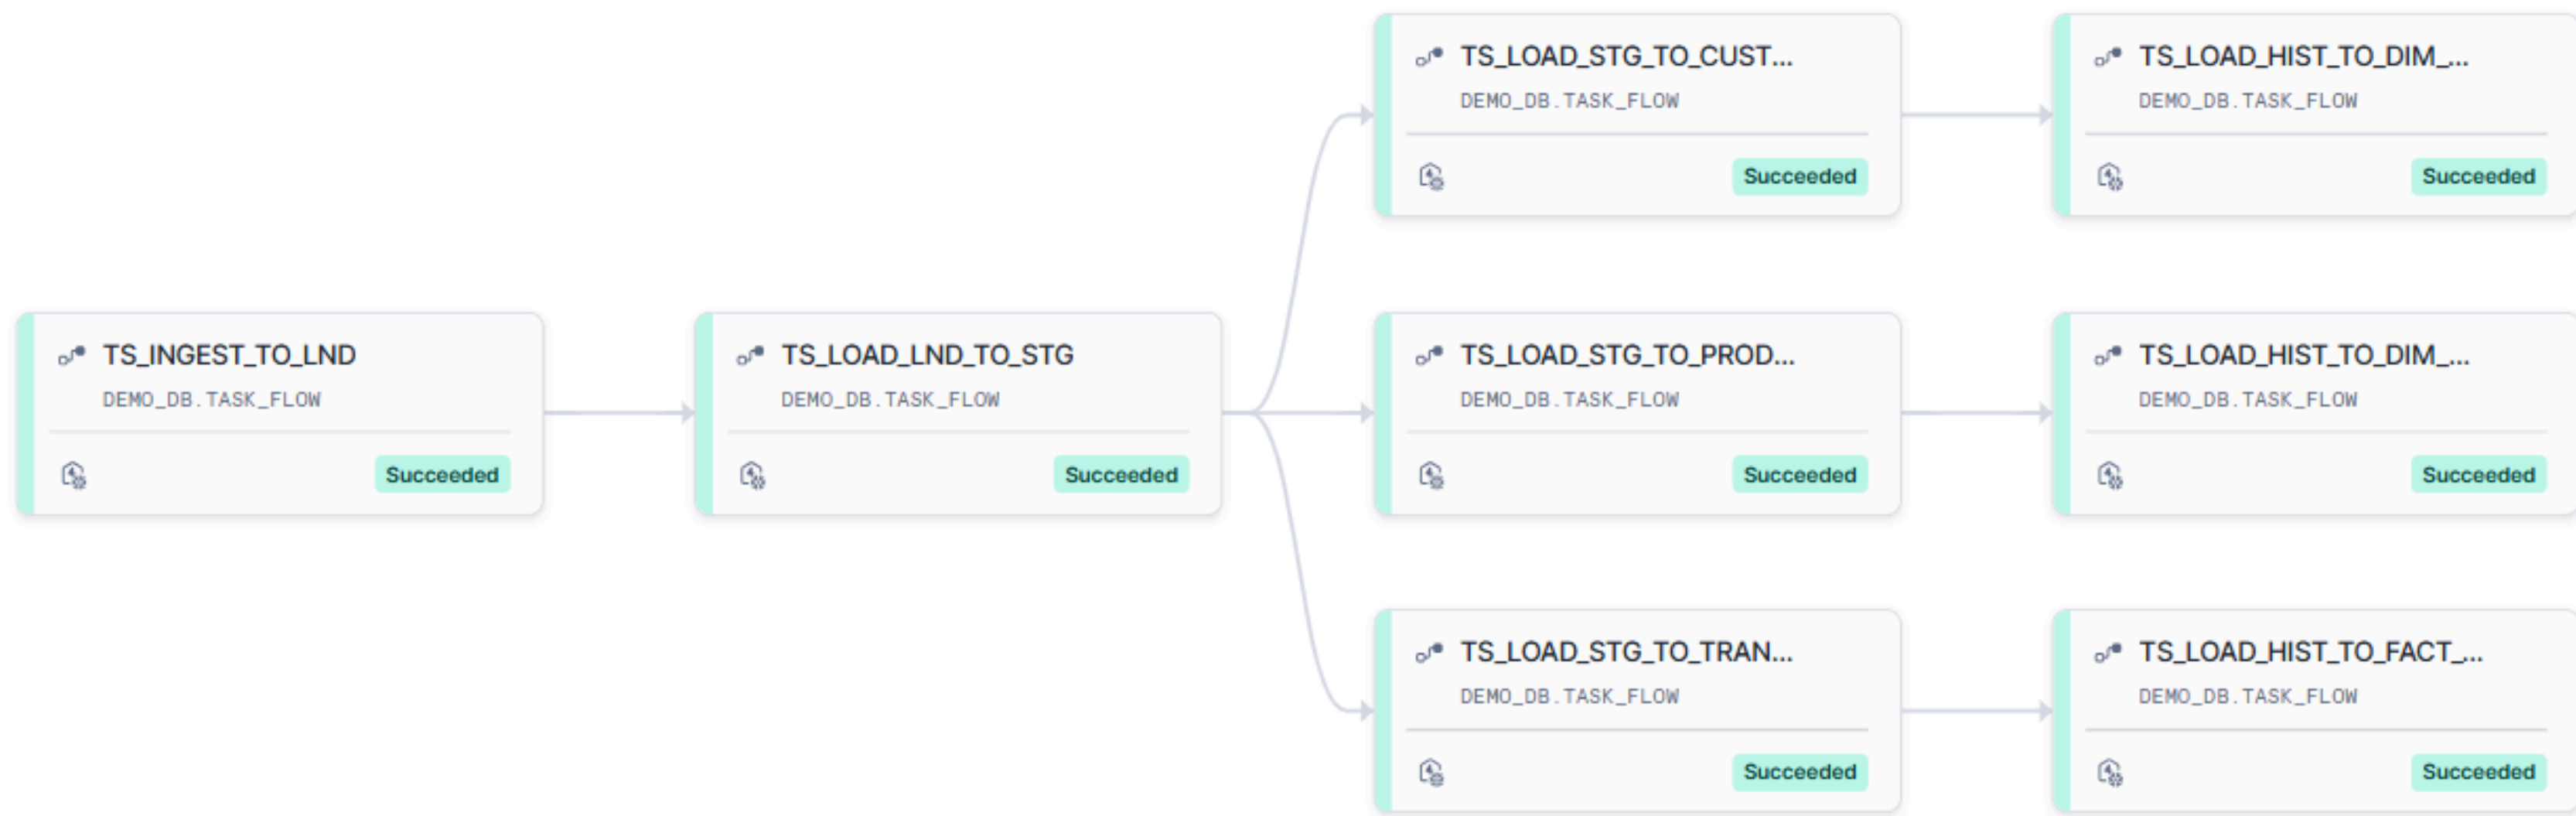 TS_INGEST_TO_LND
DEMO_DB.TASK_FLOW
Succeeded
TS_LOAD_LND_TO_STG
DEMO_DB.TASK_FLOW
Succeeded
TS_LOAD_STG_TO_CUST...
DEMO_DB.TASK_FLOW
Succeeded
TS_LOAD_HIST_TO_DIM_...
DEMO_DB.TASK_FLOW
Succeeded
TS_LOAD_STG_TO_PROD...
DEMO_DB.TASK_FLOW
Succeeded
TS_LOAD_HIST_TO_DIM_...
DEMO_DB.TASK_FLOW
Succeeded
TS_LOAD_STG_TO_TRAN...
DEMO_DB.TASK_FLOW
Succeeded
TS_LOAD_HIST_TO_FACT_...
DEMO_DB.TASK_FLOW
Succeeded